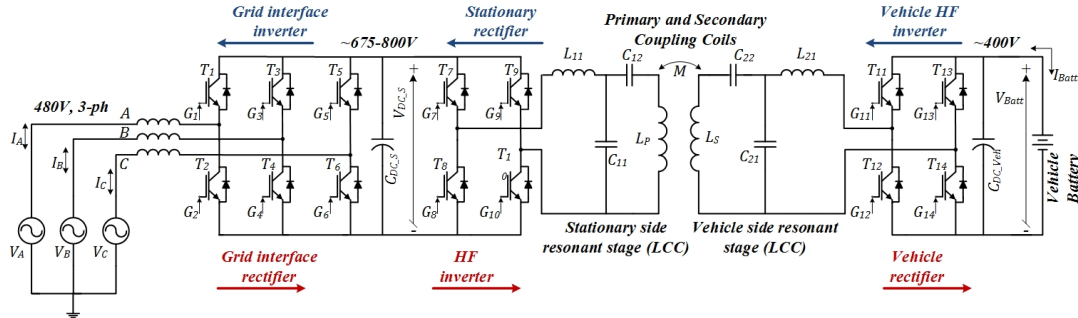 Grid interface
inverter
Stationary
rectifier
Primary and Secondary
Coupling Coils
Vehicle HF
inverter
~675-800V
~400V
480V, 3-ph
A
B
C
I_A
I_B
I_C
V_A
V_B
V_C
T_1
T_3
T_5
G_1
G_3
G_5
T_2
T_4
T_6
G_2
G_4
G_6
C_DC_S
+
V_DC_S
-
T_7
T_9
G_7
G_9
T_8
T_1
0
G_8
G_10
L_11
C_12
M
C_22
L_21
C_11
L_P
L_S
C_21
T_11
T_13
G_11
G_13
T_12
T_14
G_12
G_14
C_DC_Veh
+
V_Batt
-
I_Batt
Vehicle
Battery
Stationary side
resonant stage (LCC)
Vehicle side resonant
stage (LCC)
Grid interface
rectifier
HF
inverter
Vehicle
rectifier